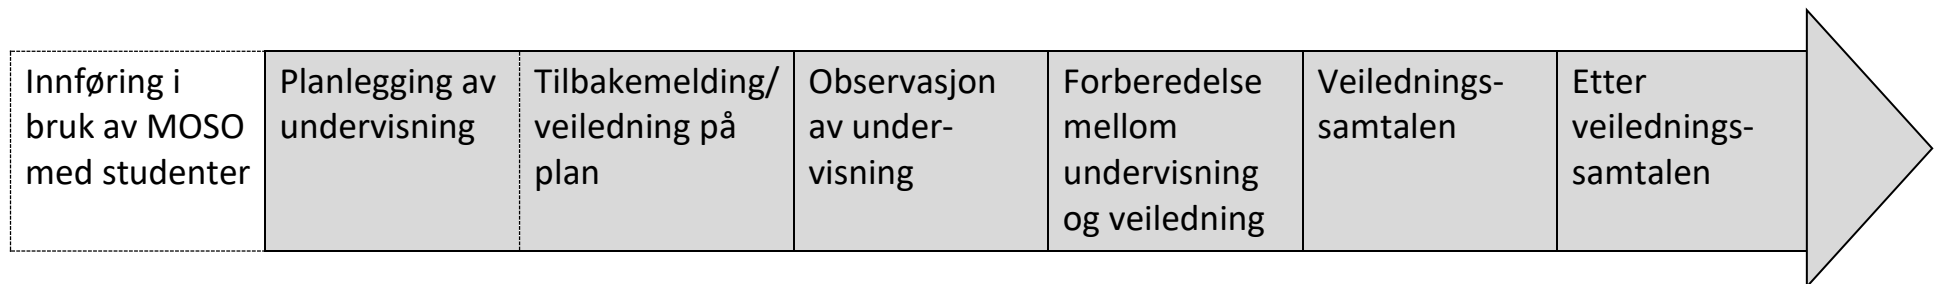 Innføring i
bruk av MOSO
med studenter
Planlegging av
undervisning
Tilbakemelding/
veiledning på
plan
Observasjon
av under-
visning
Forberedelse
mellom
undervisning
og veiledning
Veilednings-
samtalen
Etter
veilednings-
samtalen